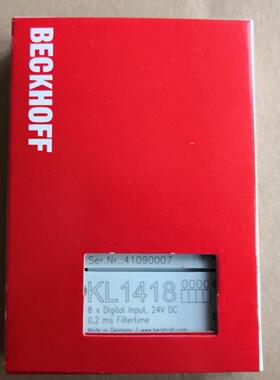 BECKHOFF
Ser.Nr.:41090007
KL1418
8 x Digital Input, 24V DC
0,2 ms Filtertime
Made in Germany / www.beckhoff.com